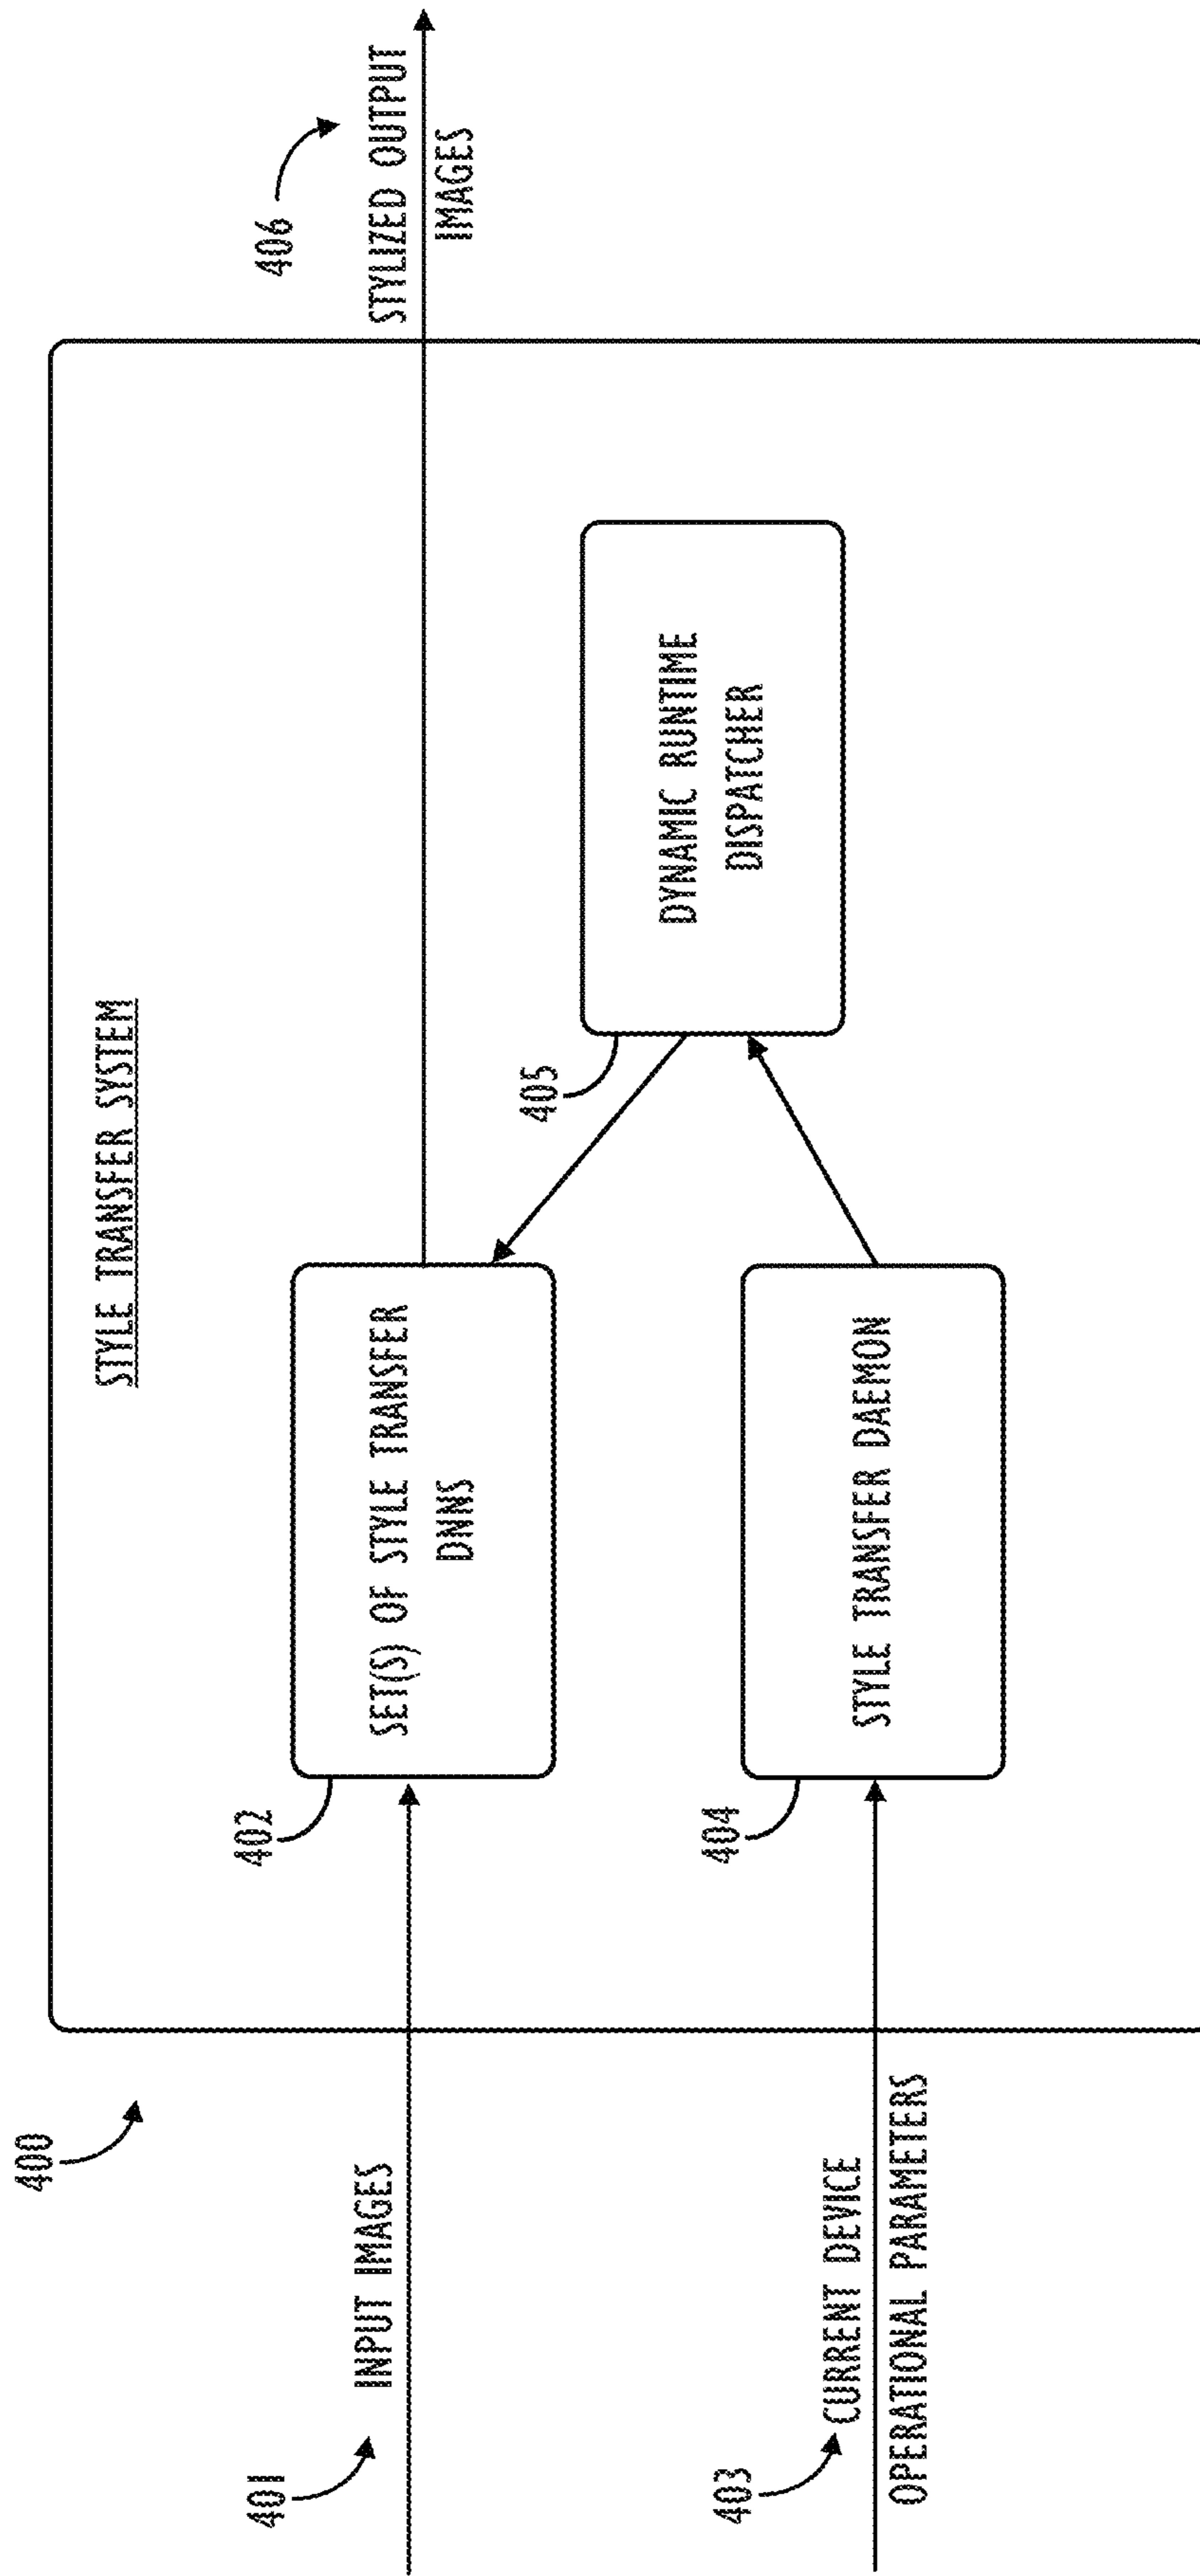 400
STYLE TRANSFER SYSTEM
401
INPUT IMAGES
402
SET(S) OF STYLE TRANSFER
DNNS
406
STYLIZED OUTPUT
IMAGES
405
DYNAMIC RUNTIME
DISPATCHER
403
CURRENT DEVICE
OPERATIONAL PARAMETERS
404
STYLE TRANSFER DAEMON